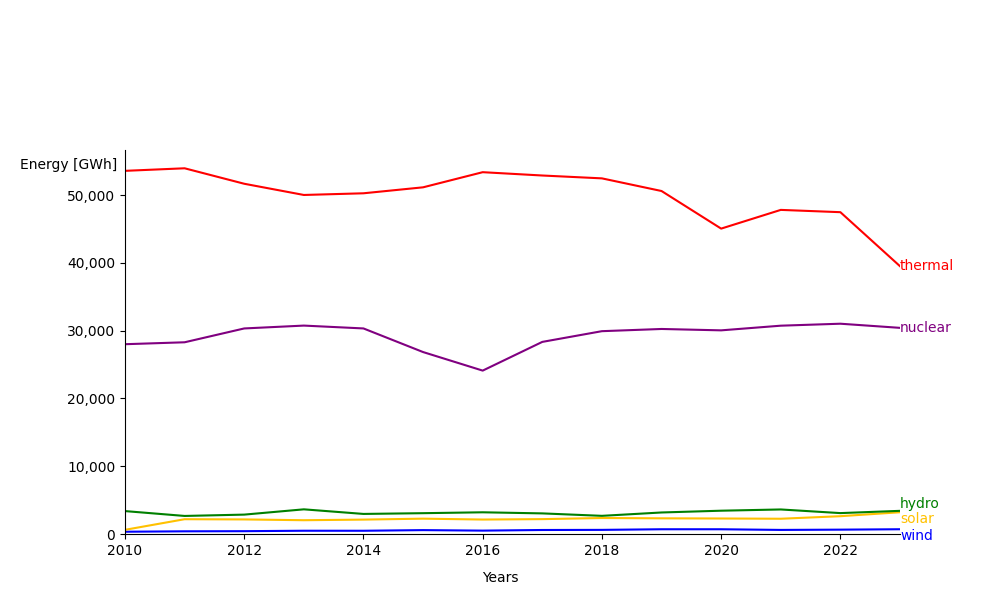 Energy [GWh]
50,000
40,000
30,000
20,000
10,000
0
thermal
nuclear
hydro
solar
wind
2010 2012 2014 2016 2018 2020 2022
Years